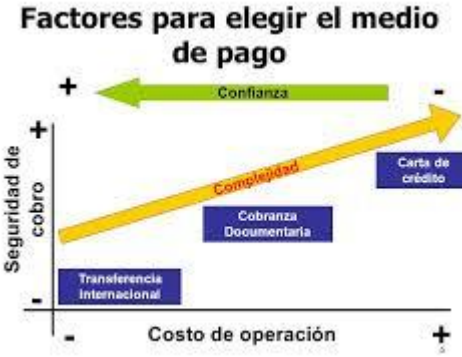 Factores para elegir el medio
de pago
+
-
Confianza
+
Seguridad de
cobro
-
Complejidad
Carta de
crédito
Cobranza
Documentaria
Transferencia
Internacional
-
Costo de operación
+